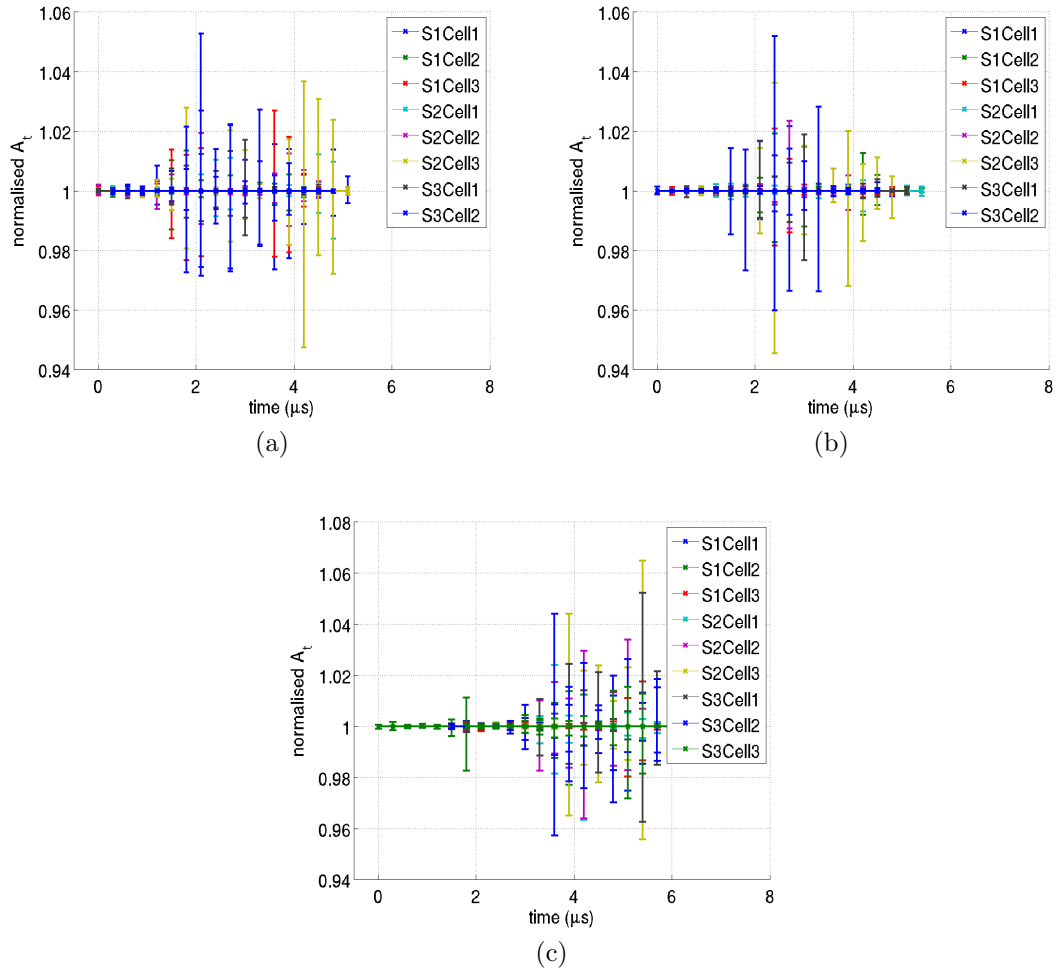 1.06
1.04
1.02
1
0.98
0.96
0.94
normalised A_t
0
2
4
6
8
time (μs)
S1Cell1
S1Cell2
S1Cell3
S2Cell1
S2Cell2
S2Cell3
S3Cell1
S3Cell2
(a)
1.06
1.04
1.02
1
0.98
0.96
0.94
normalised A_t
0
2
4
6
8
time (μs)
S1Cell1
S1Cell2
S1Cell3
S2Cell1
S2Cell2
S2Cell3
S3Cell1
S3Cell2
(b)
1.08
1.06
1.04
1.02
1
0.98
0.96
0.94
normalised A_t
0
2
4
6
8
time (μs)
S1Cell1
S1Cell2
S1Cell3
S2Cell1
S2Cell2
S2Cell3
S3Cell1
S3Cell2
S3Cell3
(c)